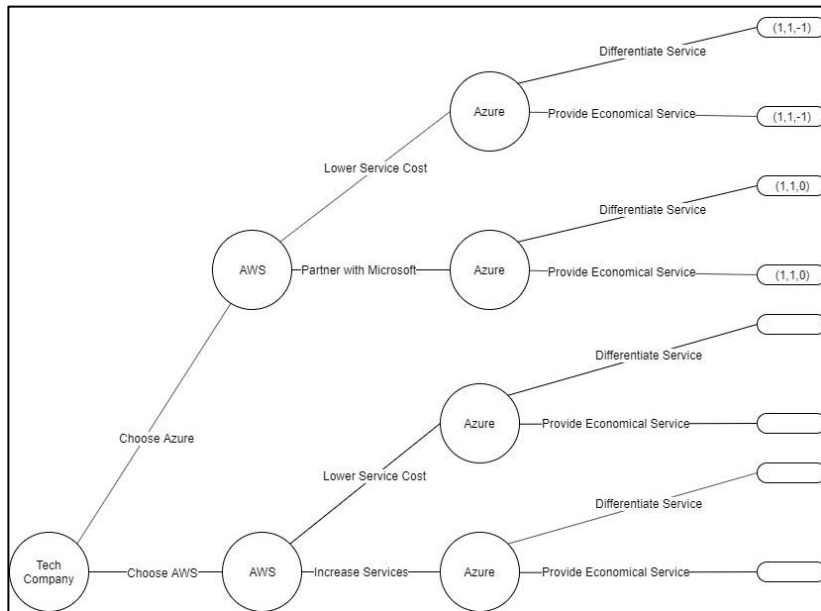 (1,1,-1)
Differentiate Service
Azure
Provide Economical Service
(1,1,-1)
Lower Service Cost
(1,1,0)
Differentiate Service
AWS
Partner with Microsoft
Azure
Provide Economical Service
(1,1,0)
Differentiate Service
Azure
Provide Economical Service
Choose Azure
Lower Service Cost
Differentiate Service
Tech
Company
Choose AWS
AWS
Increase Services
Azure
Provide Economical Service